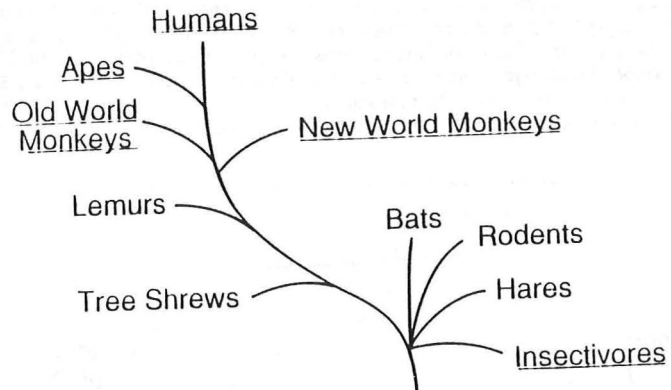 Humans
Apes
Old World
Monkeys
New World Monkeys
Lemurs
Bats
Rodents
Tree Shrews
Hares
Insectivores